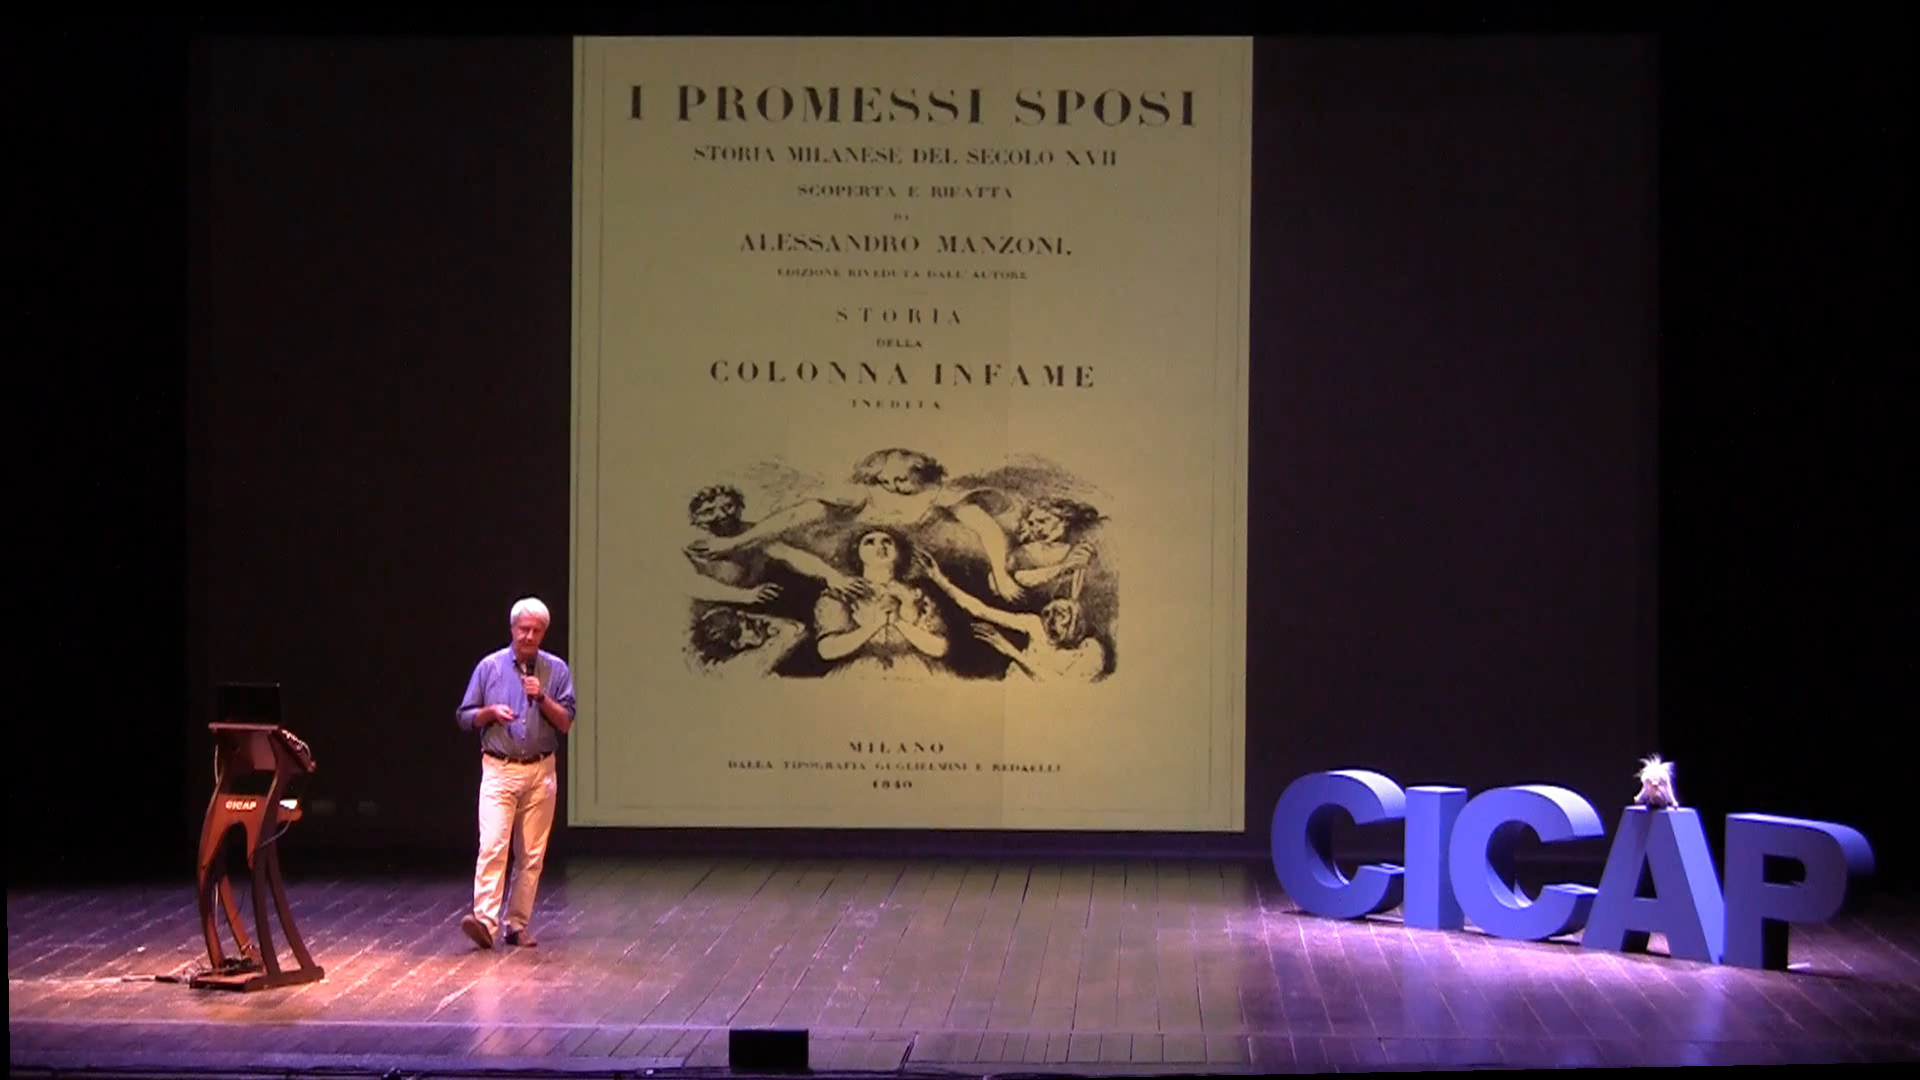 I PROMESSI SPOSI
STORIA MILANESE DEL SECOLO XVII
SCOPERTA E RIFATTA
DA
ALESSANDRO MANZONI.
EDIZIONE RIVEDUTA DALL'AUTORE
STORIA
DELLA
COLONNA INFAME
INEDITA
MILANO
DALLA TIPOGRAFIA GUGLIELMINI E REDAELLI
1840
CICAP
CICAP